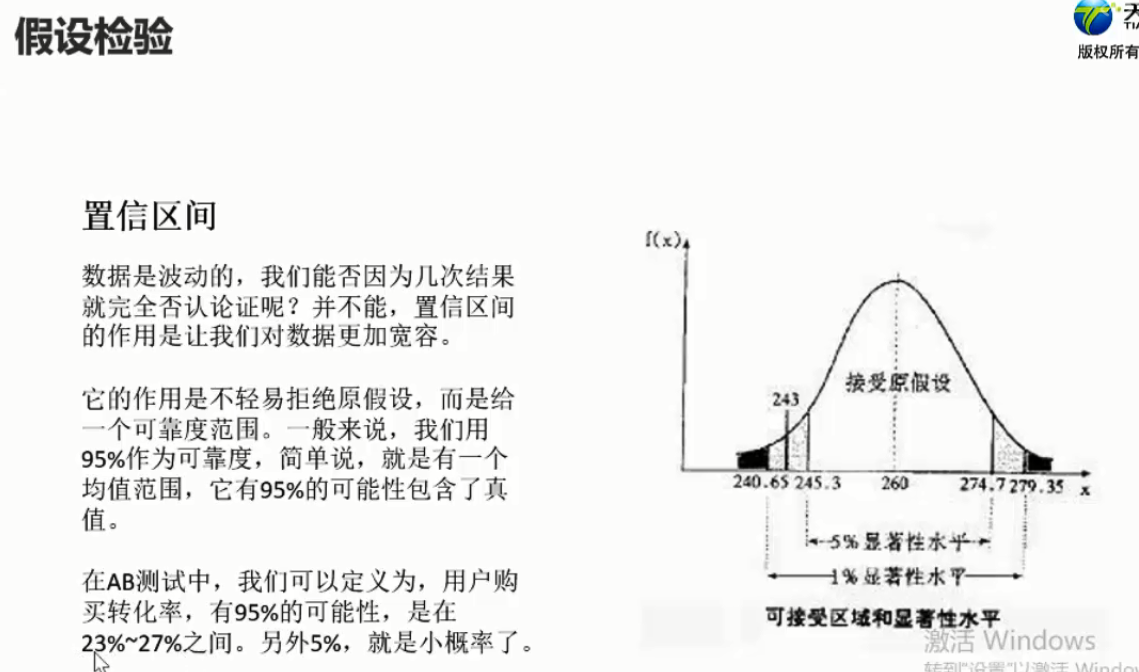 假设检验
天
TIA
版权所有
置信区间
数据是波动的，我们能否因为几次结果
就完全否认论证呢？并不能，置信区间
的作用是让我们对数据更加宽容。
它的作用是不轻易拒绝原假设，而是给
一个可靠度范围。一般来说，我们用
95%作为可靠度，简单说，就是有一个
均值范围，它有95%的可能性包含了真
值。
在AB测试中，我们可以定义为，用户购
买转化率，有95%的可能性，是在
23%~27%之间。另外5%，就是小概率了。
f(x)
接受原假设
243
240.65 245.3 260 274.7 279.35 x
5%显著性水平
1%显著性水平
可接受区域和显著性水平
激活 Windows
转到"设置"以激活 Window